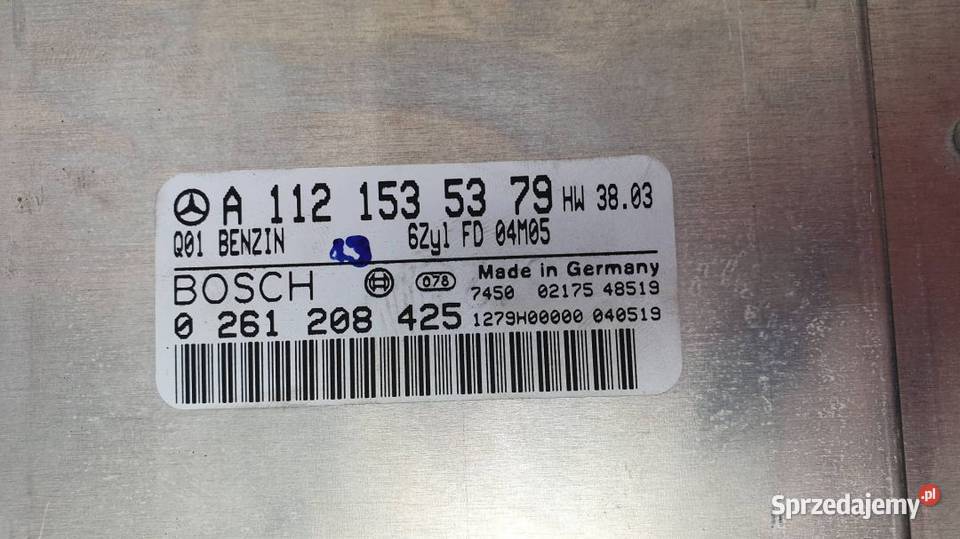 A 112 153 53 79 HW 38.03
Q01 BENZIN 6Zyl FD 04M05
BOSCH 078 Made in Germany
7450 02175 48519
0 261 208 425 1279H00000 040519
Sprzedajemy.pl